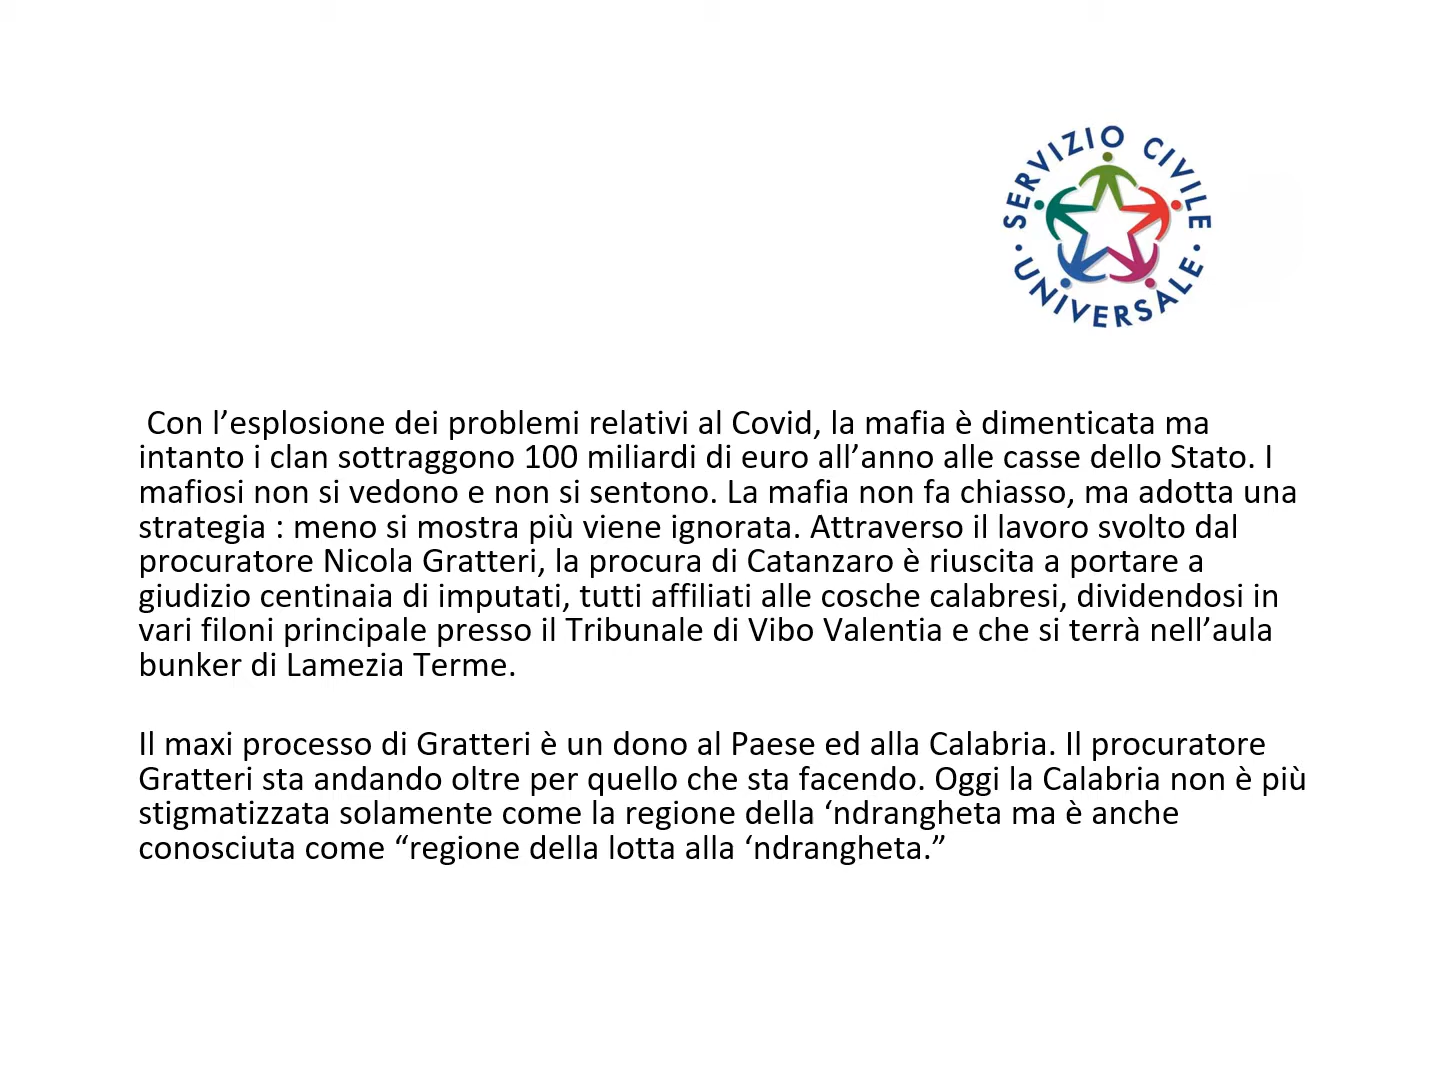 SERVIZIO CIVILE
· UNIVERSALE ·
Con l’esplosione dei problemi relativi al Covid, la mafia è dimenticata ma
intanto i clan sottraggono 100 miliardi di euro all’anno alle casse dello Stato. I
mafiosi non si vedono e non si sentono. La mafia non fa chiasso, ma adotta una
strategia : meno si mostra più viene ignorata. Attraverso il lavoro svolto dal
procuratore Nicola Gratteri, la procura di Catanzaro è riuscita a portare a
giudizio centinaia di imputati, tutti affiliati alle cosche calabresi, dividendosi in
vari filoni principale presso il Tribunale di Vibo Valentia e che si terrà nell’aula
bunker di Lamezia Terme.
Il maxi processo di Gratteri è un dono al Paese ed alla Calabria. Il procuratore
Gratteri sta andando oltre per quello che sta facendo. Oggi la Calabria non è più
stigmatizzata solamente come la regione della ‘ndrangheta ma è anche
conosciuta come “regione della lotta alla ‘ndrangheta.”